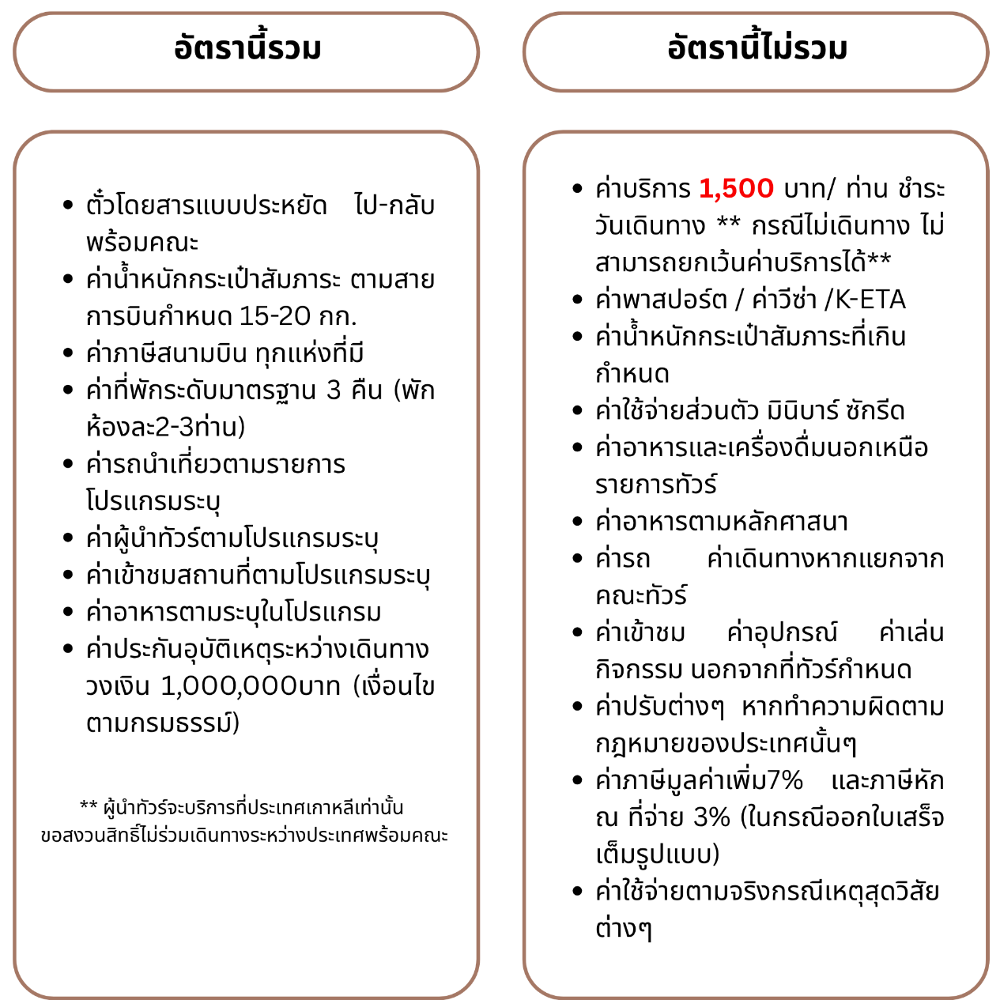 อัตรานี้รวม
• ตั๋วโดยสารแบบประหยัด ไป-กลับ
พร้อมคณะ
• ค่าน้ำหนักกระเป๋าสัมภาระ ตามสาย
การบินกำหนด 15-20 กก.
• ค่าภาษีสนามบิน ทุกแห่งที่มี
• ค่าที่พักระดับมาตรฐาน 3 คืน (พัก
ห้องละ2-3ท่าน)
• ค่ารถนำเที่ยวตามรายการ
โปรแกรมระบุ
• ค่าผู้นำทัวร์ตามโปรแกรมระบุ
• ค่าเข้าชมสถานที่ตามโปรแกรมระบุ
• ค่าอาหารตามระบุในโปรแกรม
• ค่าประกันอุบัติเหตุระหว่างเดินทาง
วงเงิน 1,000,000บาท (เงื่อนไข
ตามกรมธรรม์)
** ผู้นำทัวร์จะบริการที่ประเทศเกาหลีเท่านั้น
ขอสงวนสิทธิ์ไม่ร่วมเดินทางระหว่างประเทศพร้อมคณะ
อัตรานี้ไม่รวม
• ค่าบริการ 1,500 บาท/ ท่าน ชำระ
วันเดินทาง ** กรณีไม่เดินทาง ไม่
สามารถยกเว้นค่าบริการได้**
• ค่าพาสปอร์ต / ค่าวีซ่า /K-ETA
• ค่าน้ำหนักกระเป๋าสัมภาระที่เกิน
กำหนด
• ค่าใช้จ่ายส่วนตัว มินิบาร์ ซักรีด
• ค่าอาหารและเครื่องดื่มนอกเหนือ
รายการทัวร์
• ค่าอาหารตามหลักศาสนา
• ค่ารถ ค่าเดินทางหากแยกจาก
คณะทัวร์
• ค่าเข้าชม ค่าอุปกรณ์ ค่าเล่น
กิจกรรม นอกจากที่ทัวร์กำหนด
• ค่าปรับต่างๆ หากทำความผิดตาม
กฎหมายของประเทศนั้นๆ
• ค่าภาษีมูลค่าเพิ่ม7% และภาษีหัก
ณ ที่จ่าย 3% (ในกรณีออกใบเสร็จ
เต็มรูปแบบ)
• ค่าใช้จ่ายตามจริงกรณีเหตุสุดวิสัย
ต่างๆ